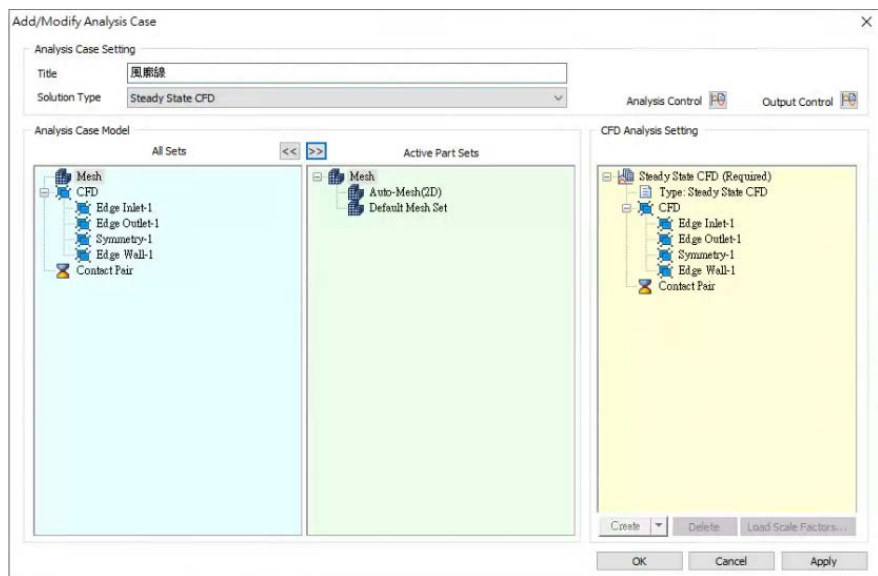 Add/Modify Analysis Case
Analysis Case Setting
Title 風廓線
Solution Type Steady State CFD
Analysis Control
Output Control
Analysis Case Model
All Sets
<< >>
Active Part Sets
Mesh
CFD
Edge Inlet-1
Edge Outlet-1
Symmetry-1
Edge Wall-1
Contact Pair
Mesh
Auto-Mesh(2D)
Default Mesh Set
CFD Analysis Setting
Steady State CFD (Required)
Type: Steady State CFD
CFD
Edge Inlet-1
Edge Outlet-1
Symmetry-1
Edge Wall-1
Contact Pair
Create
Delete
Load Scale Factors...
OK
Cancel
Apply